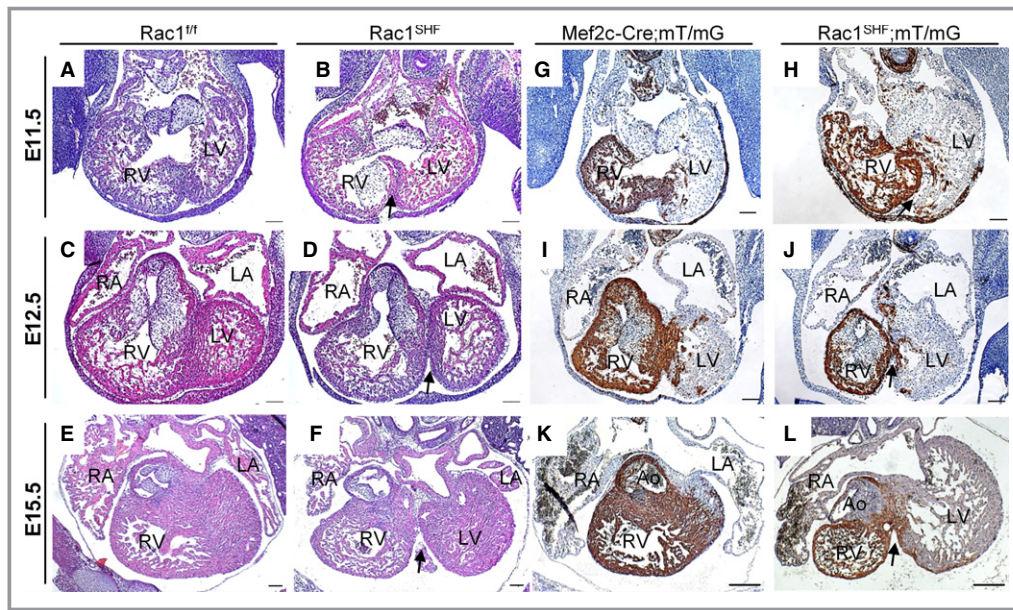 Rac1f/f Rac1SHF Mef2c-Cre;mT/mG Rac1SHF;mT/mG
E11.5
A B G H
RV LV RV LV RV RV LV
E12.5
C D I J
RA LA RA LA RA LA RA LA
RV LV RV LV RV LV RV LV
E15.5
E F K L
RA LA RA LA RA Ao LA RA Ao
RV RV LV RV RV LV